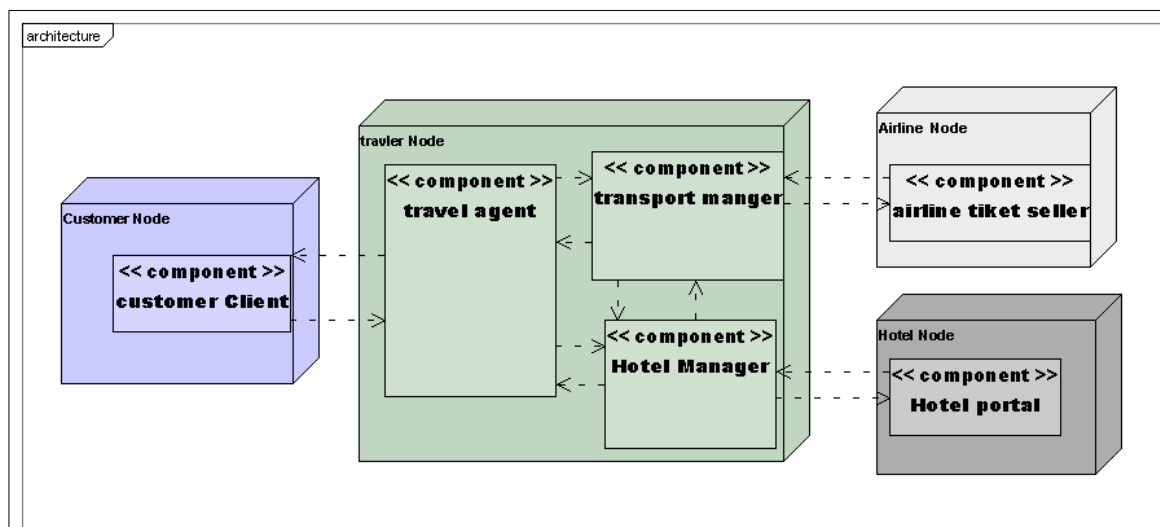 architecture
travler Node
<< component >>
travel agent
<< component >>
transport manger
<< component >>
Hotel Manager
Customer Node
<< component >>
customer Client
Airline Node
<< component >>
airline tiket seller
Hotel Node
<< component >>
Hotel portal